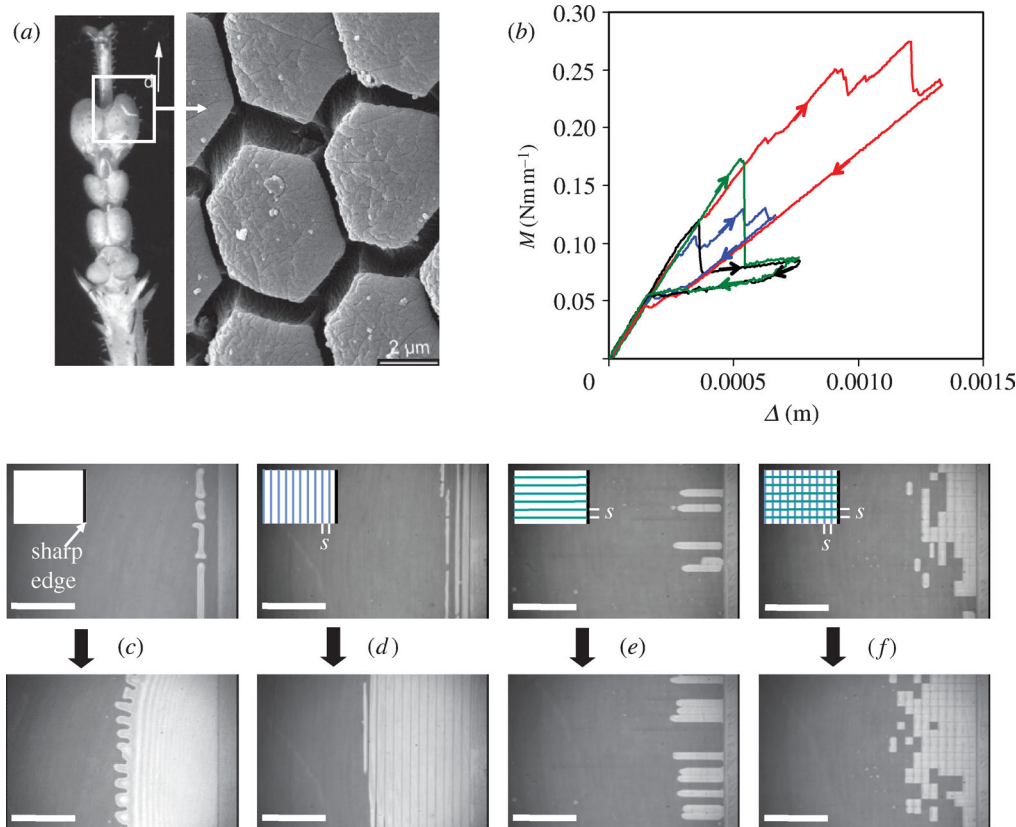 (a)
d
2 μm
(b)
M (Nm m⁻¹)
0.30
0.25
0.20
0.15
0.10
0.05
0
0.0005
0.0010
0.0015
Δ (m)
sharp
edge
s
s
s
s
(c)
(d)
(e)
(f)